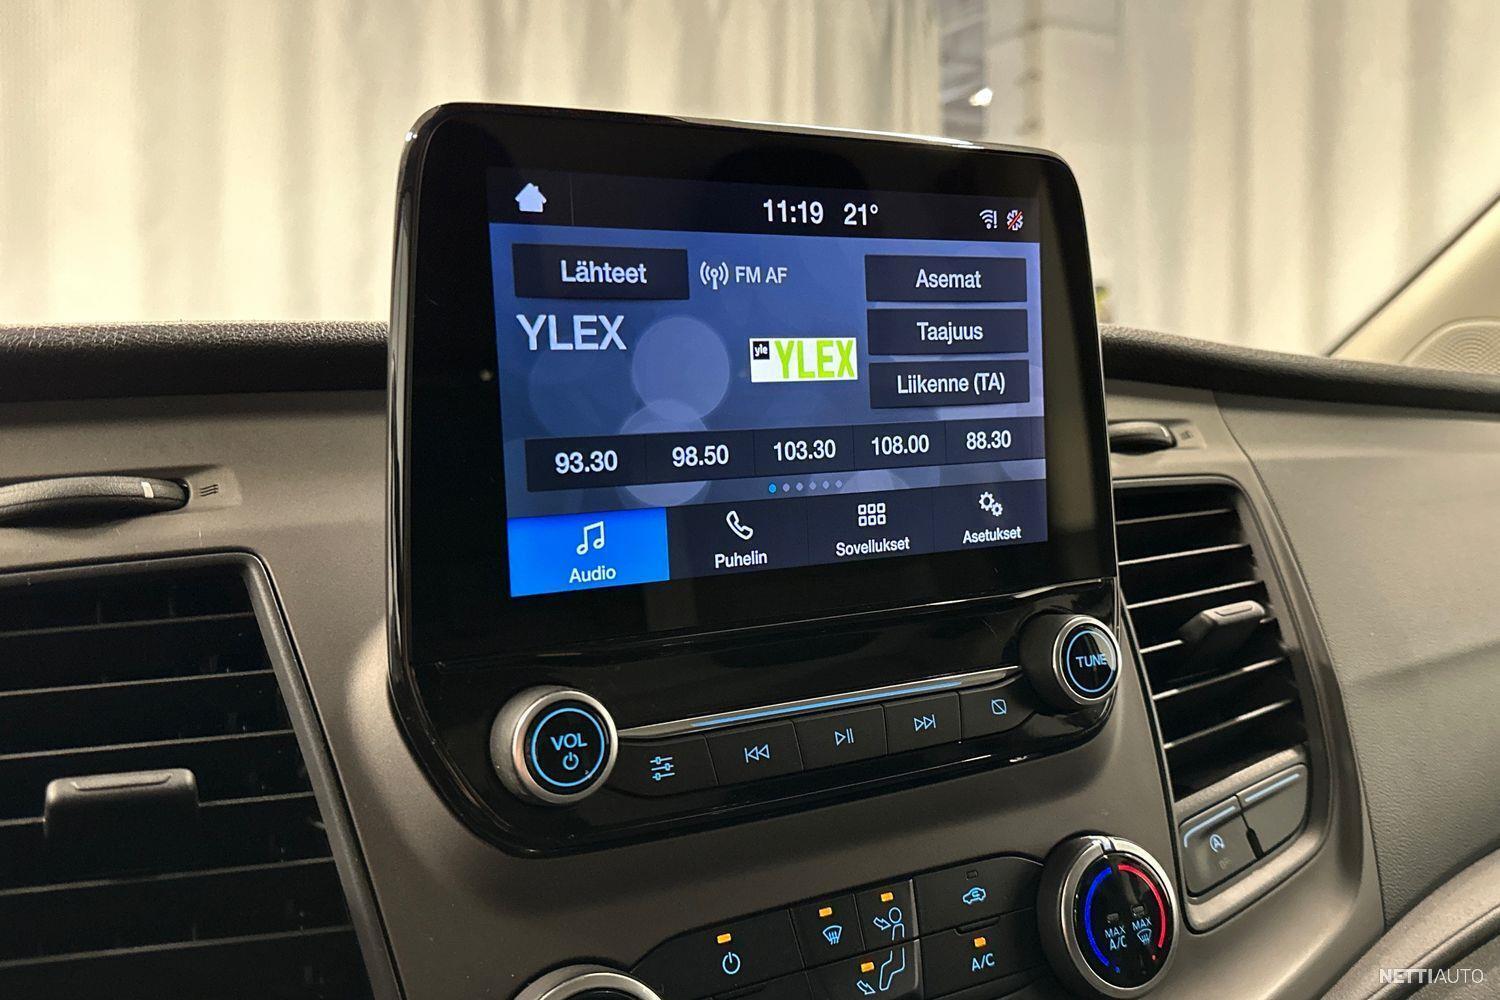 11:19 21°
Lähteet
FM AF
Asemat
YLEX
yle YLEX
Taajuus
Liikenne (TA)
93.30 98.50 103.30 108.00 88.30
Audio
Puhelin
Sovellukset
Asetukset
TUNE
VOL
A/C
MAX A/C
MAX
NETTIAUTO